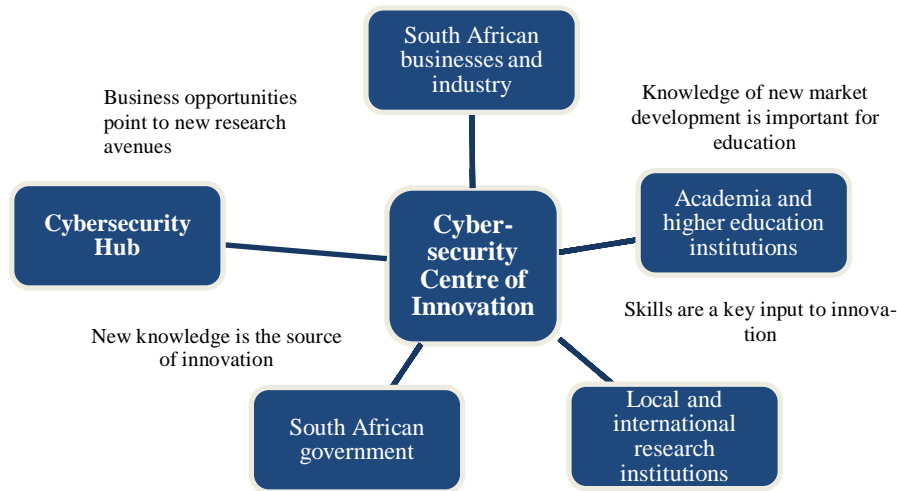 South African
businesses and
industry
Business opportunities
point to new research
avenues
Knowledge of new market
development is important for
education
Cybersecurity
Hub
Cyber-
security
Centre of
Innovation
Academia and
higher education
institutions
Skills are a key input to innova-
tion
New knowledge is the source
of innovation
South African
government
Local and
international
research
institutions